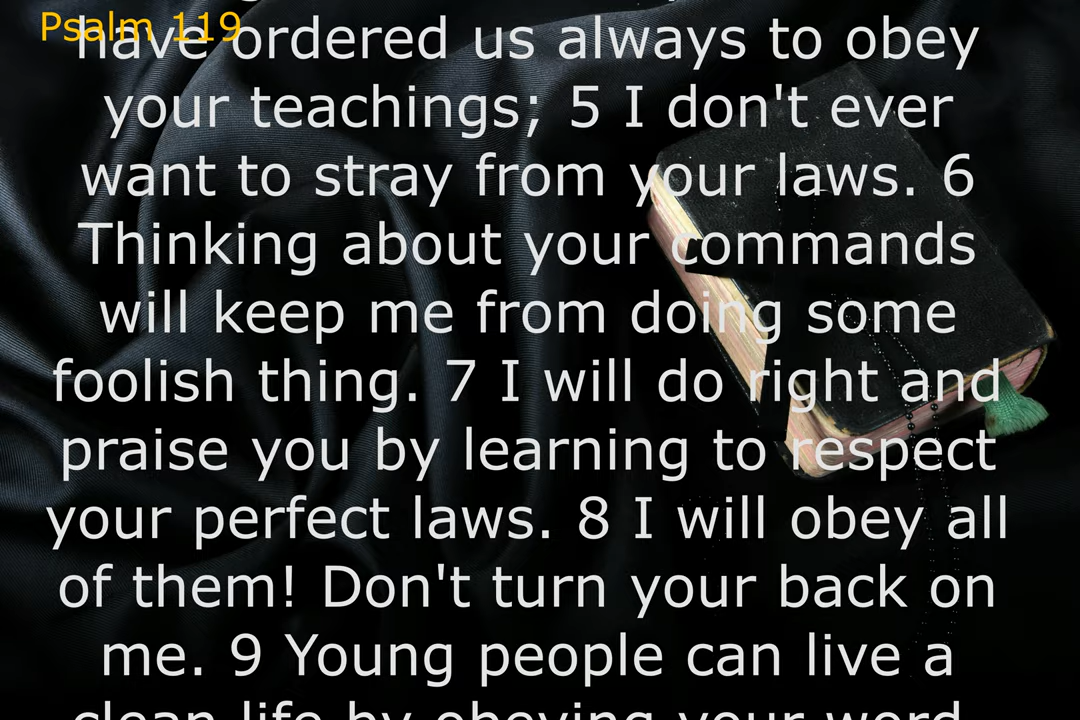 Psalm 119
have ordered us always to obey
your teachings; 5 I don't ever
want to stray from your laws. 6
Thinking about your commands
will keep me from doing some
foolish thing. 7 I will do right and
praise you by learning to respect
your perfect laws. 8 I will obey all
of them! Don't turn your back on
me. 9 Young people can live a
clean life by obeying your word.